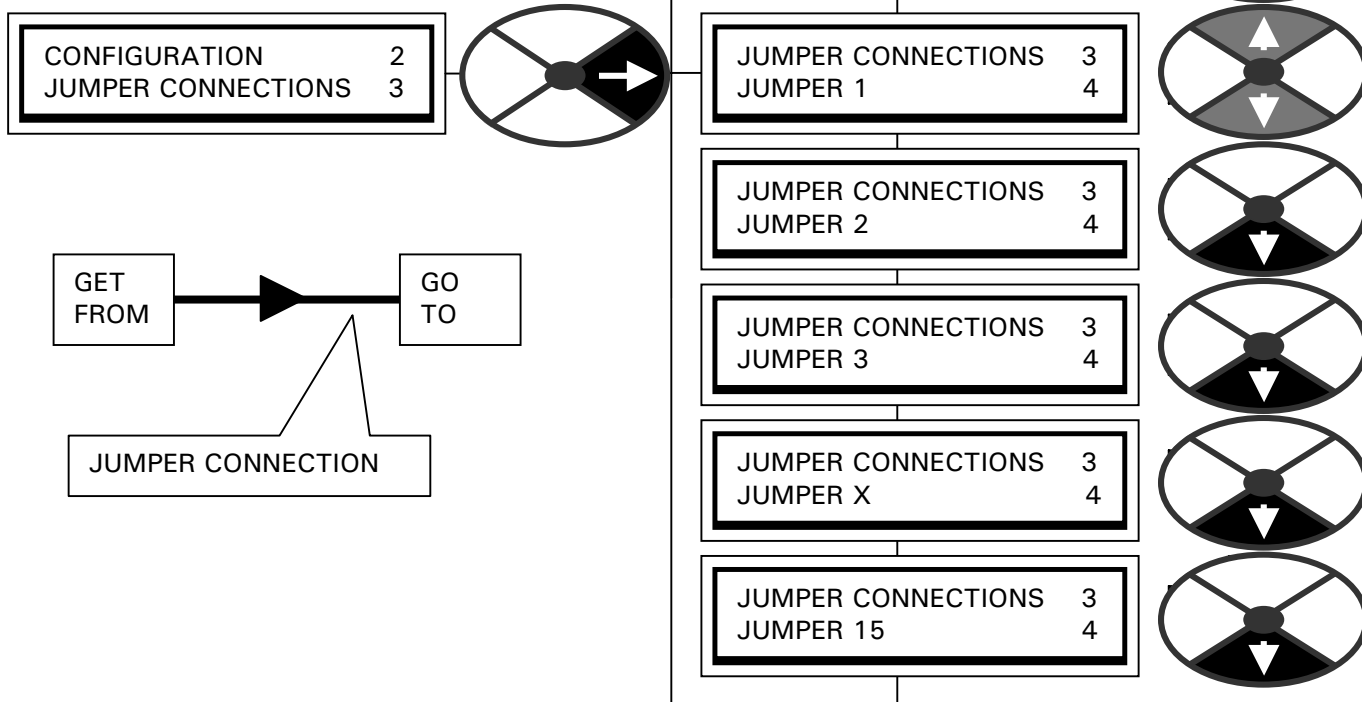 CONFIGURATION 2
JUMPER CONNECTIONS 3
JUMPER CONNECTIONS 3
JUMPER 1 4
JUMPER CONNECTIONS 3
JUMPER 2 4
GET
FROM
GO
TO
JUMPER CONNECTIONS 3
JUMPER 3 4
JUMPER CONNECTION
JUMPER CONNECTIONS 3
JUMPER X 4
JUMPER CONNECTIONS 3
JUMPER 15 4